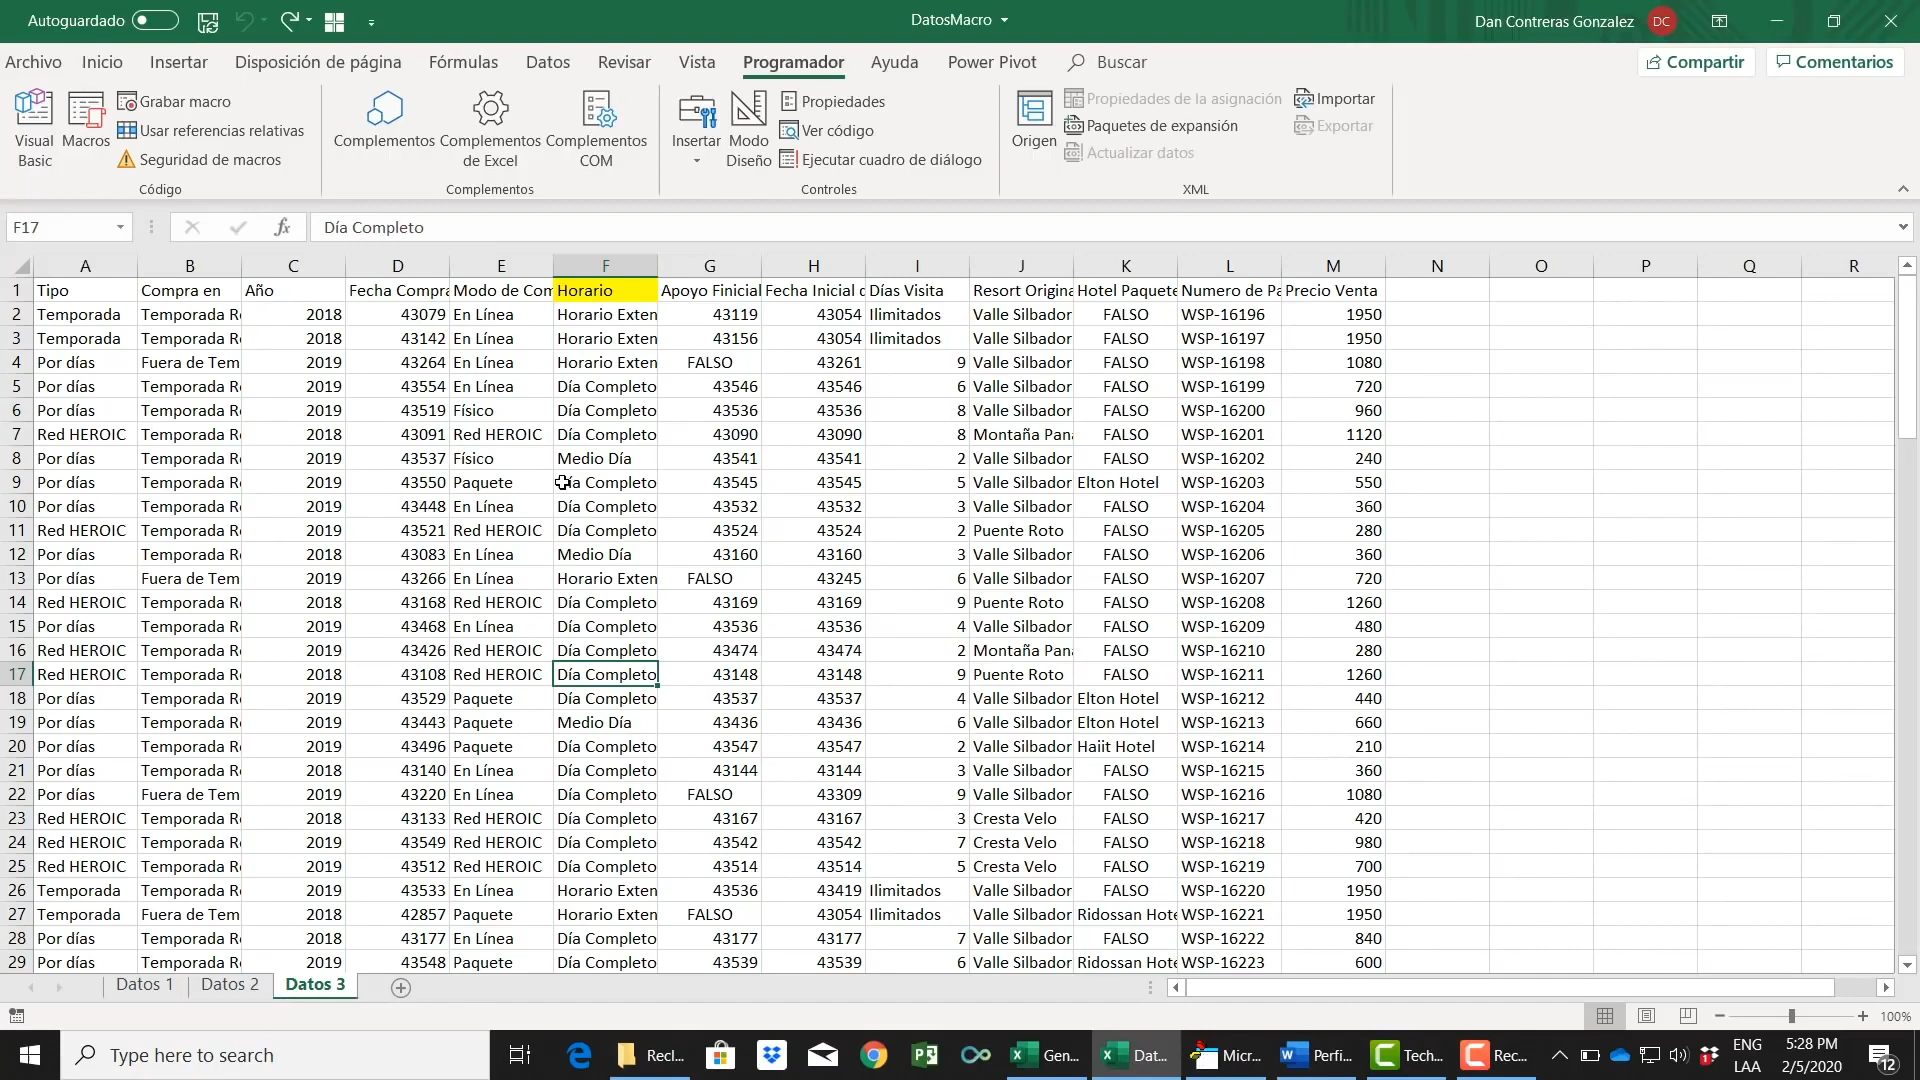 Autoguardado
DatosMacro
Dan Contreras Gonzalez
DC
Archivo Inicio Insertar Disposición de página Fórmulas Datos Revisar Vista Programador Ayuda Power Pivot Buscar Compartir Comentarios
Visual Basic
Macros
Grabar macro
Usar referencias relativas
Seguridad de macros
Código
Complementos
Complementos de Excel
Complementos COM
Complementos
Insertar
Modo Diseño
Propiedades
Ver código
Ejecutar cuadro de diálogo
Controles
Origen
Propiedades de la asignación
Paquetes de expansión
Actualizar datos
Importar
Exportar
XML
F17 fx Día Completo
A B C D E F G H I J K L M N O P Q R
1 Tipo Compra en Año Fecha Compra Modo de Com Horario Apoyo Finicial Fecha Inicial d Días Visita Resort Origina Hotel Paquete Numero de Pa Precio Venta
2 Temporada Temporada Re 2018 43079 En Línea Horario Exten 43119 43054 Ilimitados Valle Silbador FALSO WSP-16196 1950
3 Temporada Temporada Re 2018 43142 En Línea Horario Exten 43156 43054 Ilimitados Valle Silbador FALSO WSP-16197 1950
4 Por días Fuera de Tem 2019 43264 En Línea Horario Exten FALSO 43261 9 Valle Silbador FALSO WSP-16198 1080
5 Por días Temporada Re 2019 43554 En Línea Día Completo 43546 43546 6 Valle Silbador FALSO WSP-16199 720
6 Por días Temporada Re 2019 43519 Físico Día Completo 43536 43536 8 Valle Silbador FALSO WSP-16200 960
7 Red HEROIC Temporada Re 2018 43091 Red HEROIC Día Completo 43090 43090 8 Montaña Pana FALSO WSP-16201 1120
8 Por días Temporada Re 2019 43537 Físico Medio Día 43541 43541 2 Valle Silbador FALSO WSP-16202 240
9 Por días Temporada Re 2019 43550 Paquete Día Completo 43545 43545 5 Valle Silbador Elton Hotel WSP-16203 550
10 Por días Temporada Re 2019 43448 En Línea Día Completo 43532 43532 3 Valle Silbador FALSO WSP-16204 360
11 Red HEROIC Temporada Re 2019 43521 Red HEROIC Día Completo 43524 43524 2 Puente Roto FALSO WSP-16205 280
12 Por días Temporada Re 2018 43083 En Línea Medio Día 43160 43160 3 Valle Silbador FALSO WSP-16206 360
13 Por días Fuera de Tem 2019 43266 En Línea Horario Exten FALSO 43245 6 Valle Silbador FALSO WSP-16207 720
14 Red HEROIC Temporada Re 2018 43168 Red HEROIC Día Completo 43169 43169 9 Puente Roto FALSO WSP-16208 1260
15 Por días Temporada Re 2019 43468 En Línea Día Completo 43536 43536 4 Valle Silbador FALSO WSP-16209 480
16 Red HEROIC Temporada Re 2019 43426 Red HEROIC Día Completo 43474 43474 2 Montaña Pana FALSO WSP-16210 280
17 Red HEROIC Temporada Re 2018 43108 Red HEROIC Día Completo 43148 43148 9 Puente Roto FALSO WSP-16211 1260
18 Por días Temporada Re 2019 43529 Paquete Día Completo 43537 43537 4 Valle Silbador Elton Hotel WSP-16212 440
19 Por días Temporada Re 2019 43443 Paquete Medio Día 43436 43436 6 Valle Silbador Elton Hotel WSP-16213 660
20 Por días Temporada Re 2019 43496 Paquete Día Completo 43547 43547 2 Valle Silbador Haiit Hotel WSP-16214 210
21 Por días Temporada Re 2018 43140 En Línea Día Completo 43144 43144 3 Valle Silbador FALSO WSP-16215 360
22 Por días Fuera de Tem 2019 43220 En Línea Día Completo FALSO 43309 9 Valle Silbador FALSO WSP-16216 1080
23 Red HEROIC Temporada Re 2018 43133 Red HEROIC Día Completo 43167 43167 3 Cresta Velo FALSO WSP-16217 420
24 Red HEROIC Temporada Re 2019 43549 Red HEROIC Día Completo 43542 43542 7 Cresta Velo FALSO WSP-16218 980
25 Red HEROIC Temporada Re 2019 43512 Red HEROIC Día Completo 43514 43514 5 Cresta Velo FALSO WSP-16219 700
26 Temporada Temporada Re 2019 43533 En Línea Horario Exten 43536 43419 Ilimitados Valle Silbador FALSO WSP-16220 1950
27 Temporada Fuera de Tem 2018 42857 Paquete Horario Exten FALSO 43054 Ilimitados Valle Silbador Ridossan Hote WSP-16221 1950
28 Por días Temporada Re 2018 43177 En Línea Día Completo 43177 43177 7 Valle Silbador FALSO WSP-16222 840
29 Por días Temporada Re 2019 43548 Paquete Día Completo 43539 43539 6 Valle Silbador Ridossan Hote WSP-16223 600
Datos 1 Datos 2 Datos 3
100%
Type here to search
Recl... Gen... Dat... Micr... Perfi... Tech... Rec...
ENG
LAA
5:28 PM
2/5/2020
12